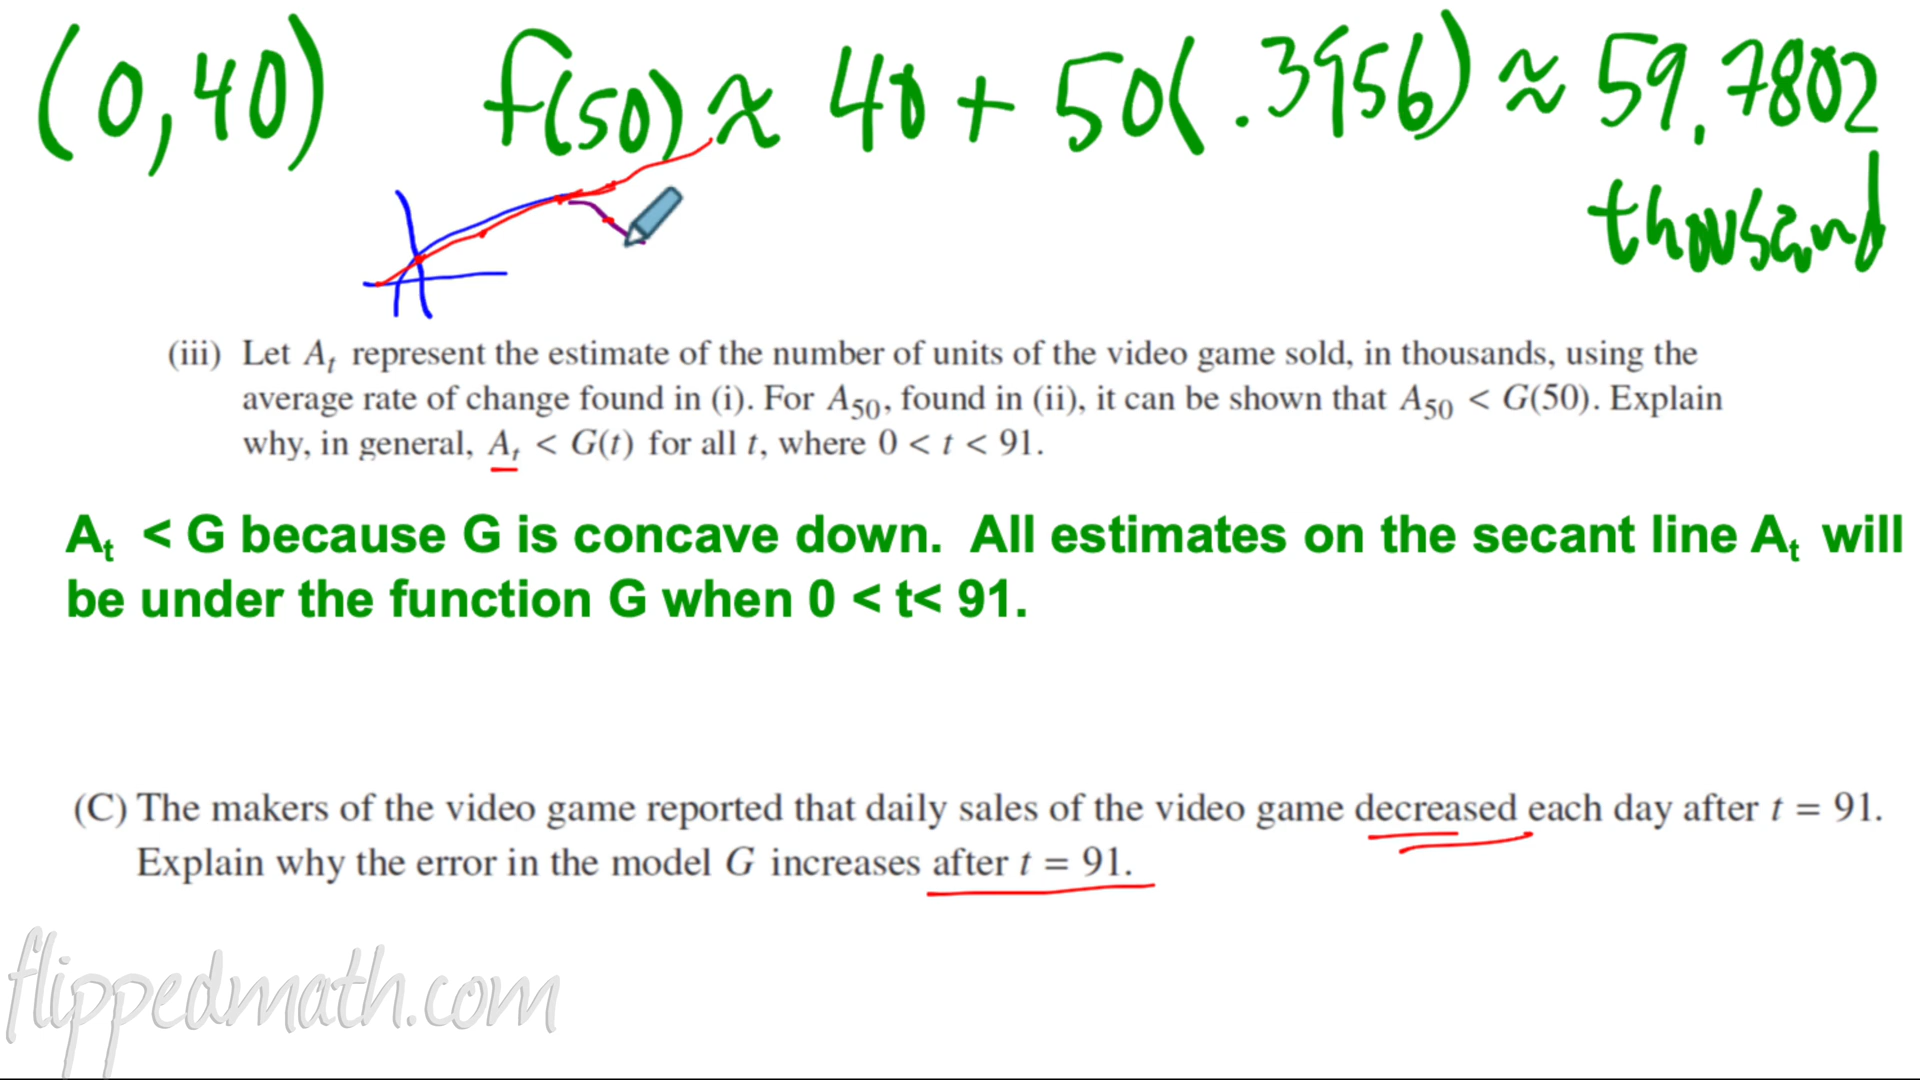 (0,40) f(50) ≈ 40 + 50(.3956) ≈ 59.7802
thousand
(iii) Let At represent the estimate of the number of units of the video game sold, in thousands, using the
average rate of change found in (i). For A50, found in (ii), it can be shown that A50 < G(50). Explain
why, in general, At < G(t) for all t, where 0 < t < 91.
At < G because G is concave down. All estimates on the secant line At will
be under the function G when 0 < t< 91.
(C) The makers of the video game reported that daily sales of the video game decreased each day after t = 91.
Explain why the error in the model G increases after t = 91.
flippedmath.com